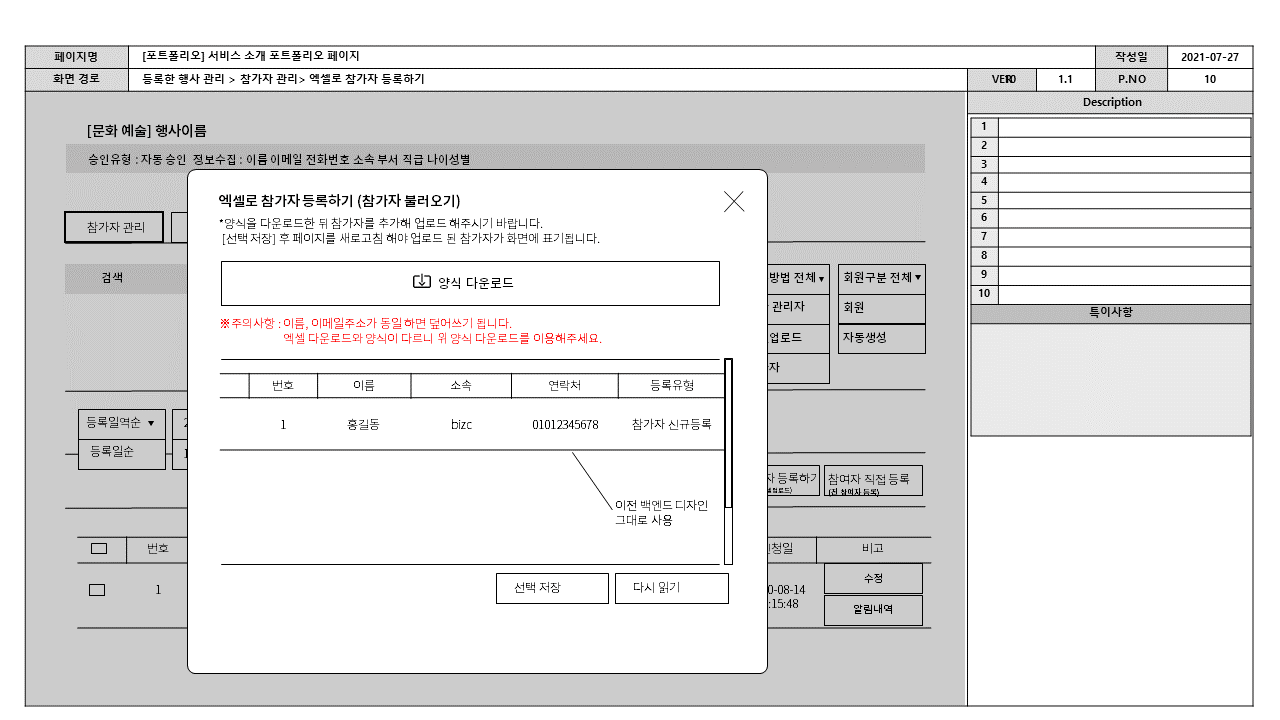 페이지명 [포트폴리오] 서비스 소개 포트폴리오 페이지 작성일 2021-07-27
화면 경로 등록한 행사 관리 > 참가자 관리> 엑셀로 참가자 등록하기 1.1 P.NO 10
Description
1
2
3
4
5
6
7
8
9
10
특이사항
[문화 예술] 행사이름
승인유형 : 자동 승인 정보수집 : 이름 이메일 전화번호 소속 부서 직급 나이성별
참가자 관리
검색
방법 전체▼ 회원구분 전체▼
관리자 회원
업로드 자동생성
자
등록일역순 ▼
등록일순
엑셀로 참가자 등록하기 (참가자 불러오기)
*양식을 다운로드한 뒤 참가자를 추가해 업로드 해주시기 바랍니다.
[선택 저장] 후 페이지를 새로고침 해야 업로드 된 참가자가 화면에 표기됩니다.
양식 다운로드
※주의사항 : 이름, 이메일주소가 동일하면 덮어쓰기 됩니다.
엑셀 다운로드와 양식이 다르니 위 양식 다운로드를 이용해주세요.
번호 이름 소속 연락처 등록유형
1 홍길동 bizc 01012345678 참가자 신규등록
이전 백엔드 디자인
그대로 사용
선택 저장 다시 읽기
자 등록하기 참여자 직접 등록
(전 참여자 등록)
번호 청일 비고
1 0-08-14 수정
:15:48 알림내역